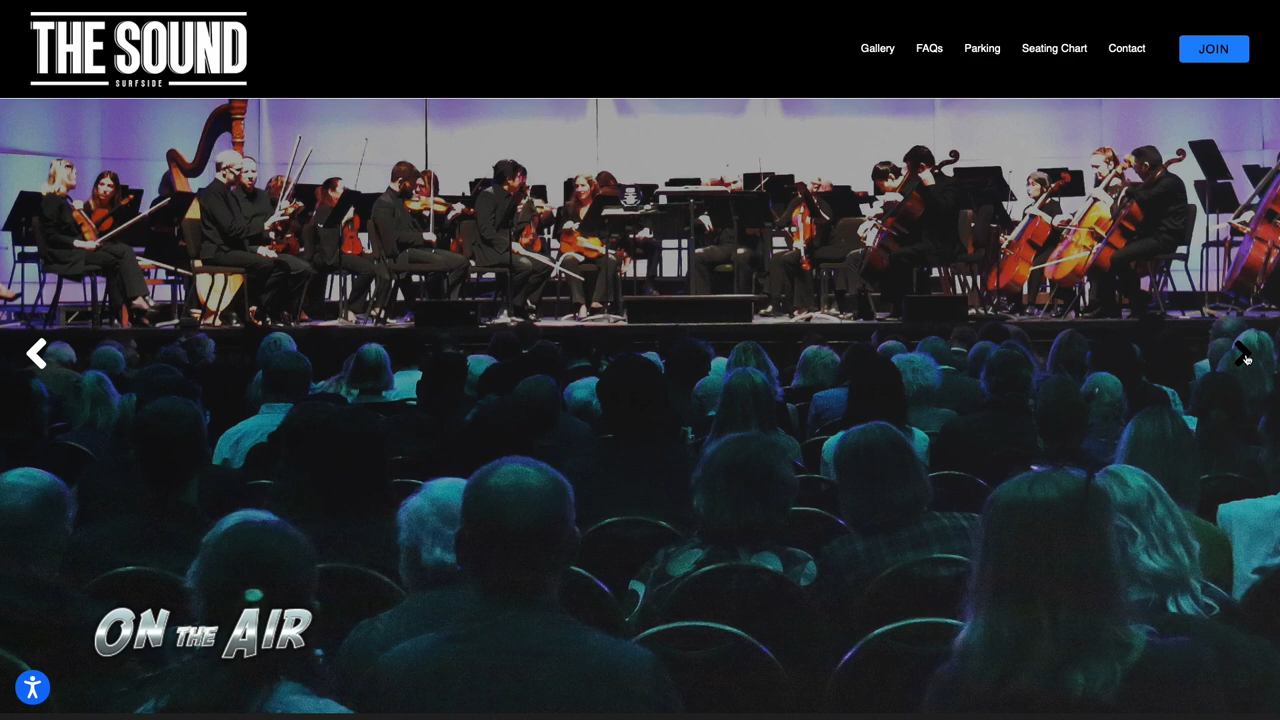 THE SOUND
SURFSIDE
Gallery
FAQs
Parking
Seating Chart
Contact
JOIN
ON THE AIR